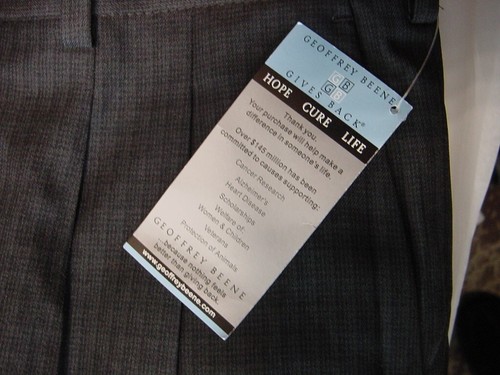 GEOFFREY BEENE
GB
GB
GIVES BACK®
HOPE CURE LIFE
Thank you.
Your purchase will help make a
difference in someone's life.
Over $145 million has been
committed to causes supporting:
Cancer Research
Alzheimer's
Heart Disease
Scholarships
Welfare of:
Women & Children
Veterans
Protection of Animals
GEOFFREY BEENE
...because nothing feels
better than giving back.
www.geoffreybeene.com